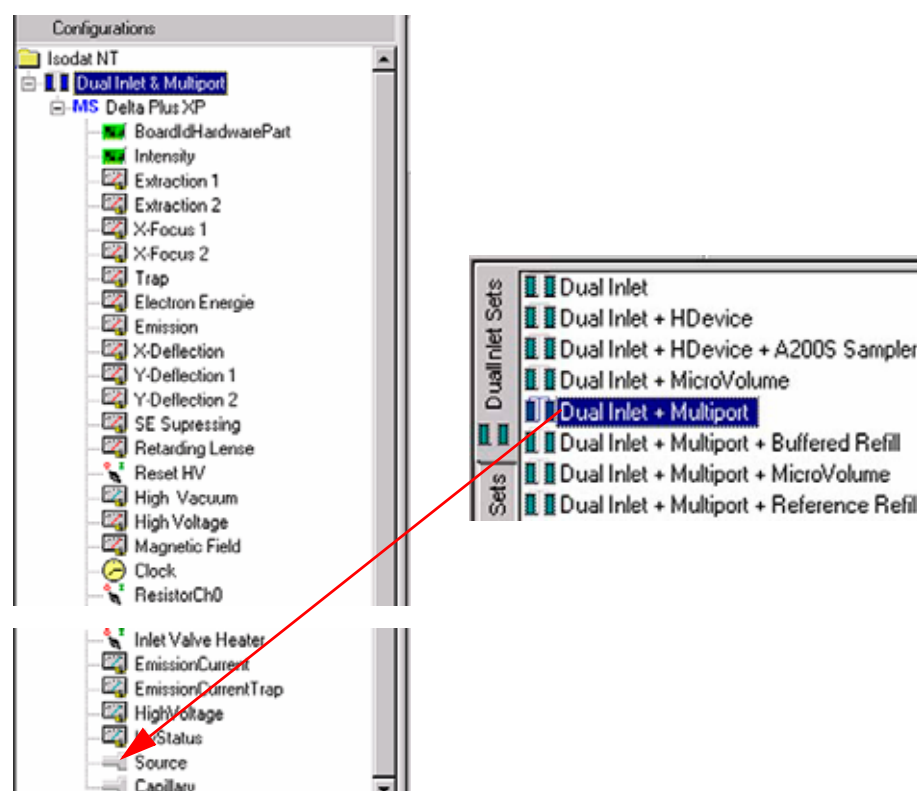 Configurations
Isodat NT
Dual Inlet & Multiport
MS Delta Plus XP
BoardIdHardwarePart
Intensity
Extraction 1
Extraction 2
X-Focus 1
X-Focus 2
Trap
Electron Energie
Emission
X-Deflection
Y-Deflection 1
Y-Deflection 2
SE Supressing
Retarding Lense
Reset HV
High Vacuum
High Voltage
Magnetic Field
Clock
ResistorCh0
Inlet Valve Heater
EmissionCurrent
EmissionCurrentTrap
HighVoltage
Status
Source
Capillary
DualInlet Sets
Sets
Dual Inlet
Dual Inlet + HDevice
Dual Inlet + HDevice + A200S Sampler
Dual Inlet + MicroVolume
Dual Inlet + Multiport
Dual Inlet + Multiport + Buffered Refill
Dual Inlet + Multiport + MicroVolume
Dual Inlet + Multiport + Reference Refill